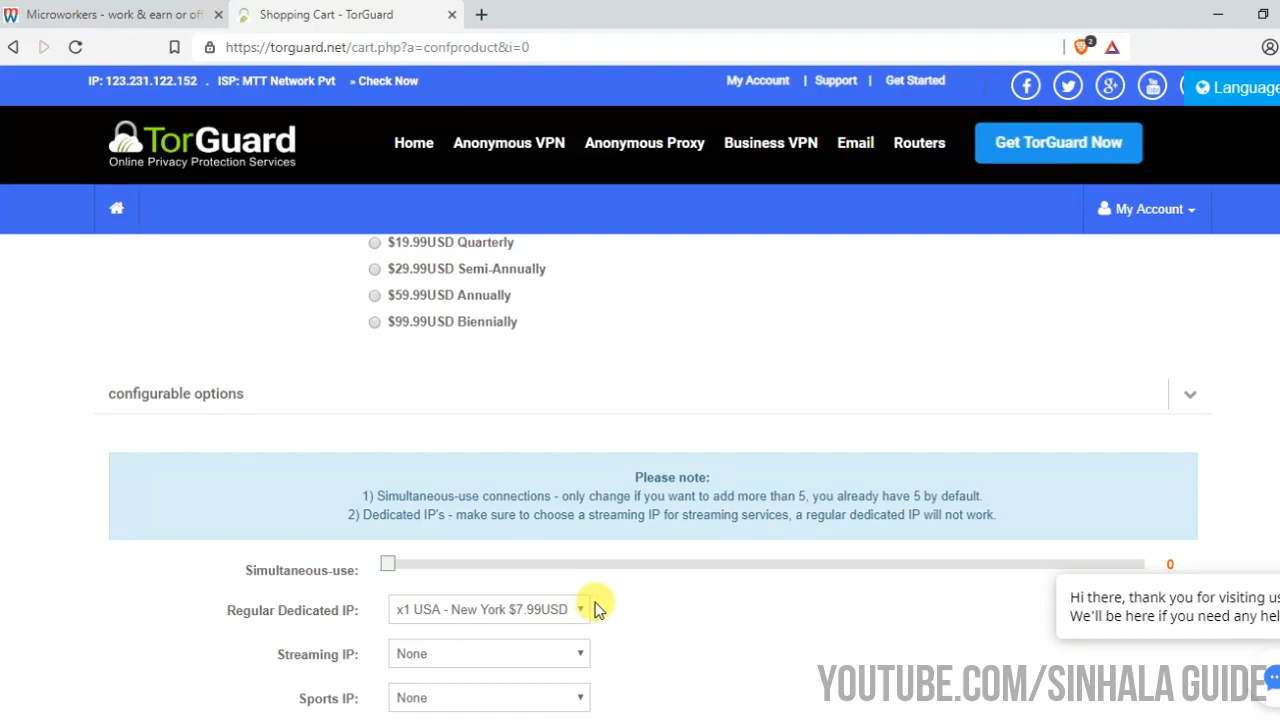 Microworkers - work & earn or off
Shopping Cart - TorGuard
https://torguard.net/cart.php?a=confproduct&i=0
2
IP: 123.231.122.152 . ISP: MTT Network Pvt » Check Now
My Account | Support | Get Started
Language
TorGuard
Online Privacy Protection Services
Home Anonymous VPN Anonymous Proxy Business VPN Email Routers
Get TorGuard Now
My Account
$19.99USD Quarterly
$29.99USD Semi-Annually
$59.99USD Annually
$99.99USD Biennially
configurable options
Please note:
1) Simultaneous-use connections - only change if you want to add more than 5, you already have 5 by default.
2) Dedicated IP's - make sure to choose a streaming IP for streaming services, a regular dedicated IP will not work.
Simultaneous-use: 0
Regular Dedicated IP: x1 USA - New York $7.99USD
Hi there, thank you for visiting us
We'll be here if you need any hel
Streaming IP: None
Sports IP: None
YOUTUBE.COM/SINHALA GUIDE